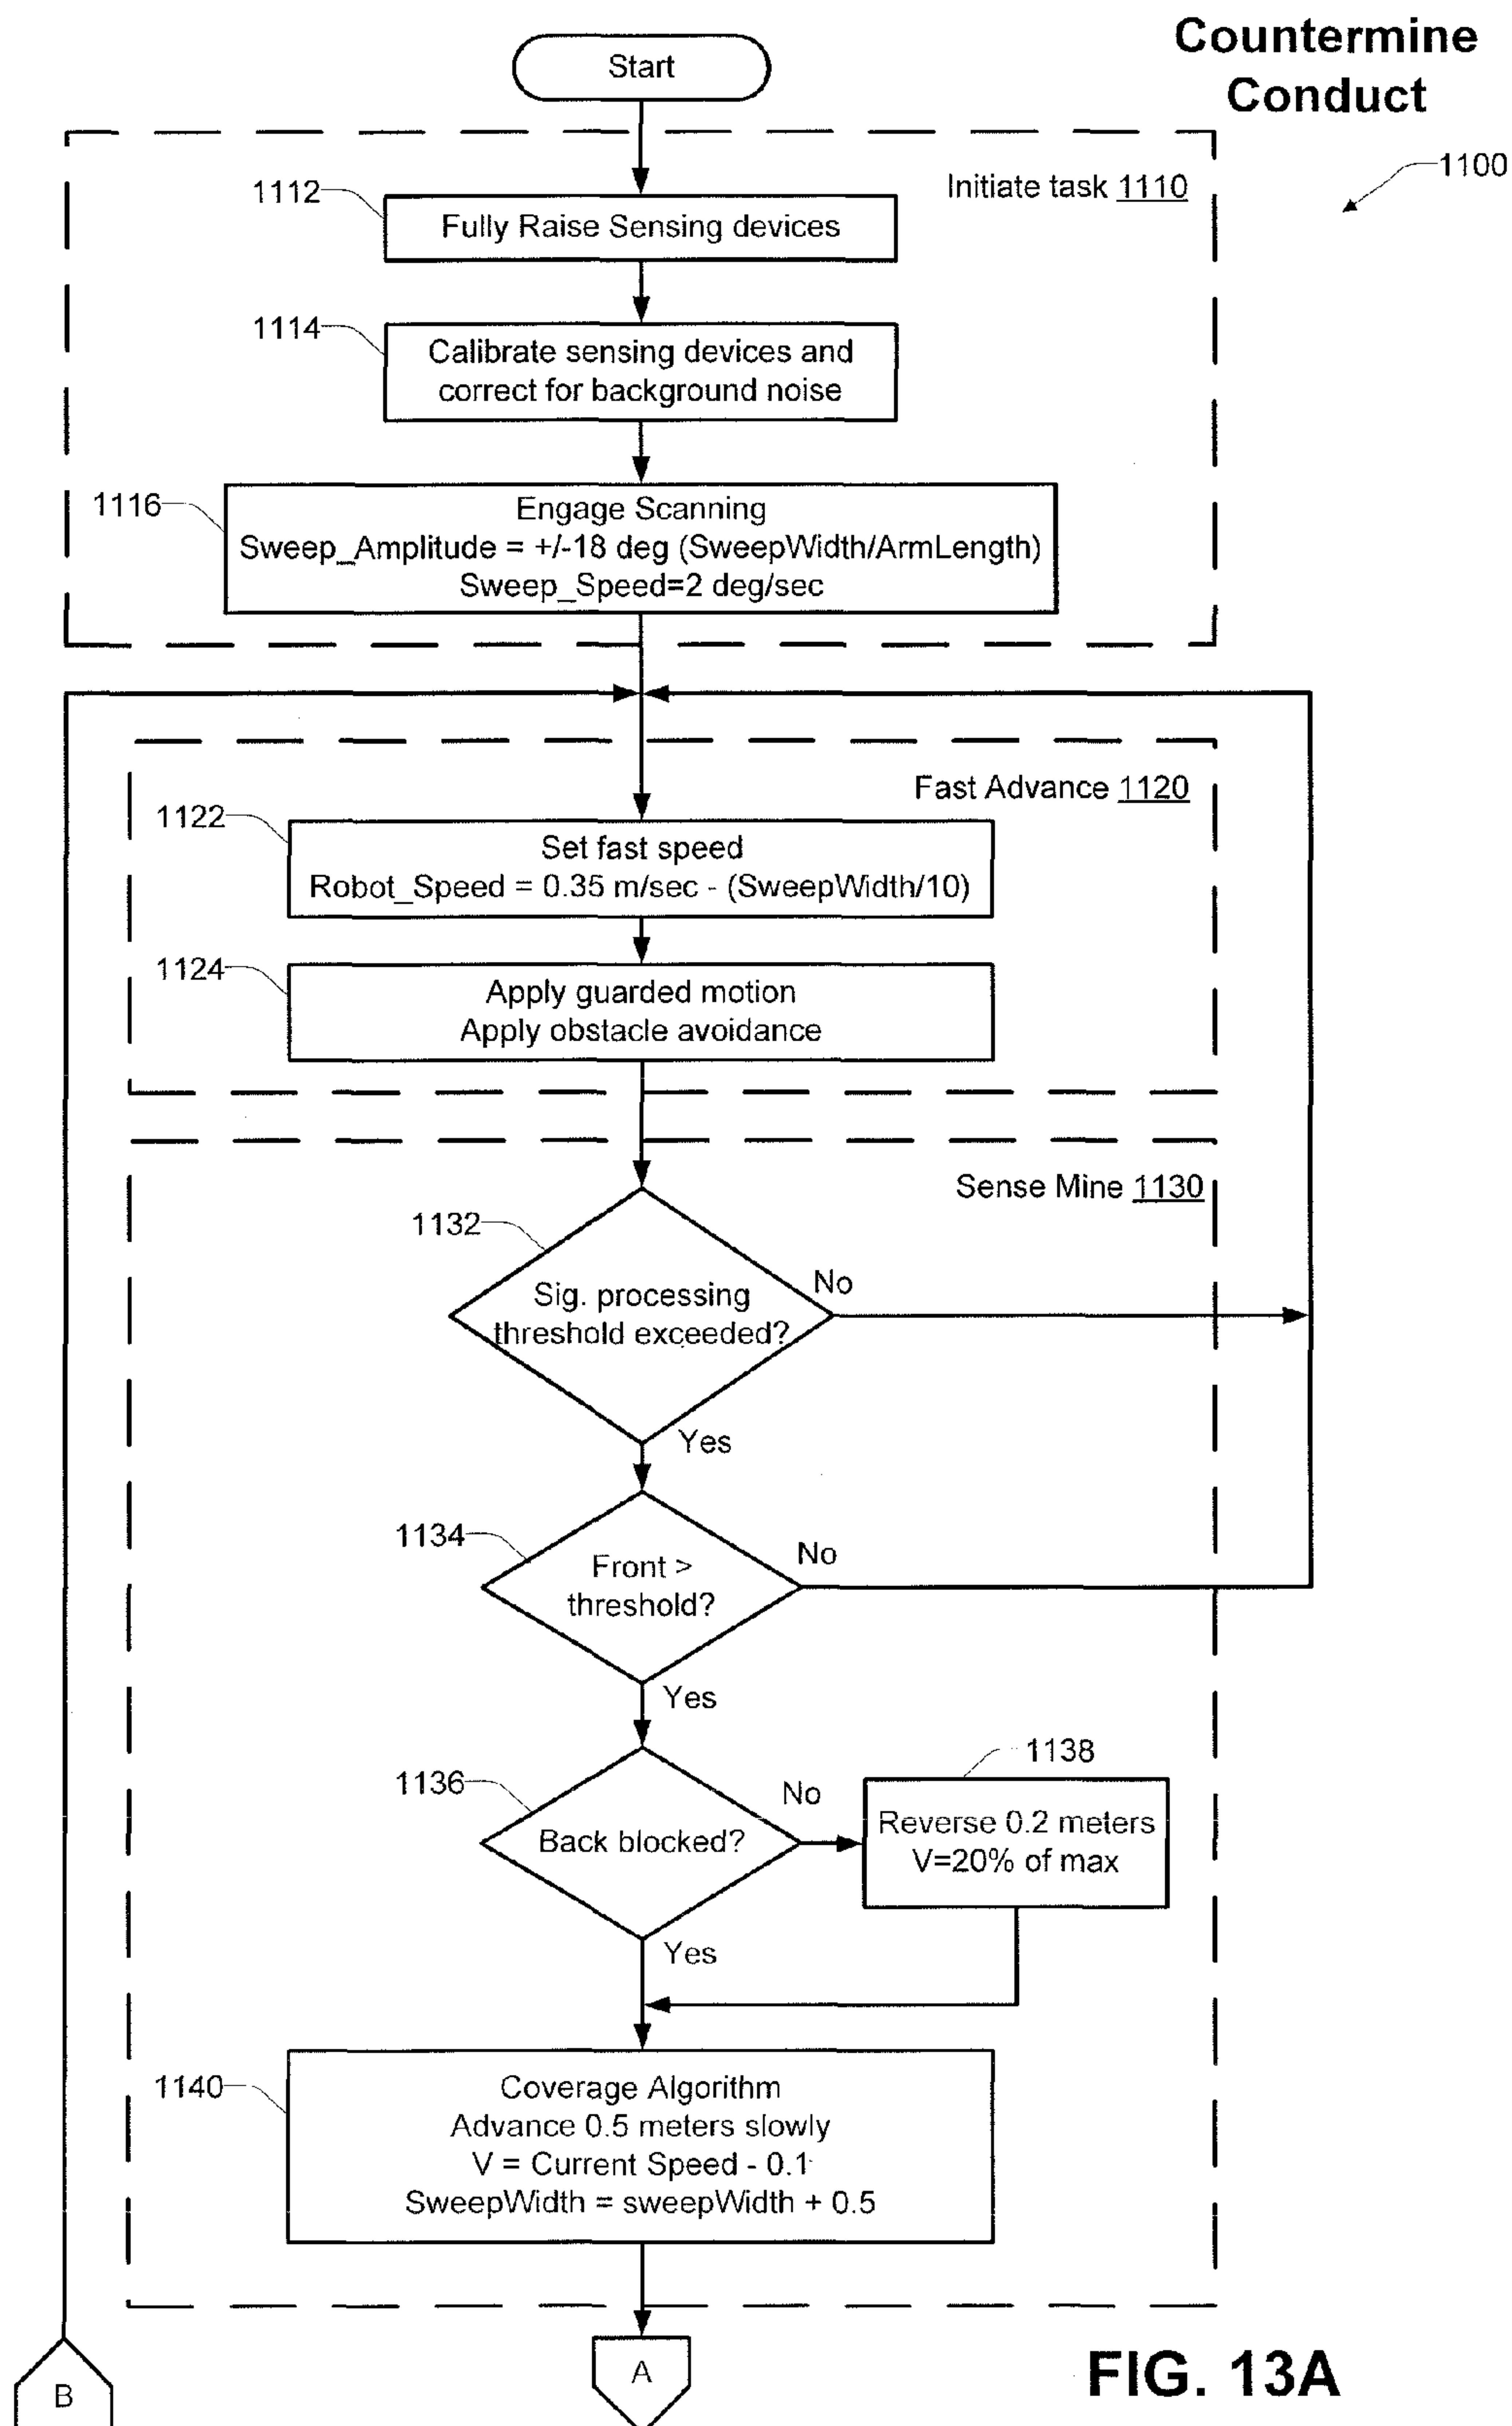 Countermine
Conduct
1100
Start
Initiate task 1110
1112
Fully Raise Sensing devices
1114
Calibrate sensing devices and
correct for background noise
1116
Engage Scanning
Sweep_Amplitude = +/-18 deg (SweepWidth/ArmLength)
Sweep_Speed=2 deg/sec
Fast Advance 1120
1122
Set fast speed
Robot_Speed = 0.35 m/sec - (SweepWidth/10)
1124
Apply guarded motion
Apply obstacle avoidance
Sense Mine 1130
1132
Sig. processing
threshold exceeded?
No
Yes
1134
Front >
threshold?
No
Yes
1136
Back blocked?
No
1138
Reverse 0.2 meters
V=20% of max
Yes
1140
Coverage Algorithm
Advance 0.5 meters slowly
V = Current Speed - 0.1
SweepWidth = sweepWidth + 0.5
B
A
FIG. 13A